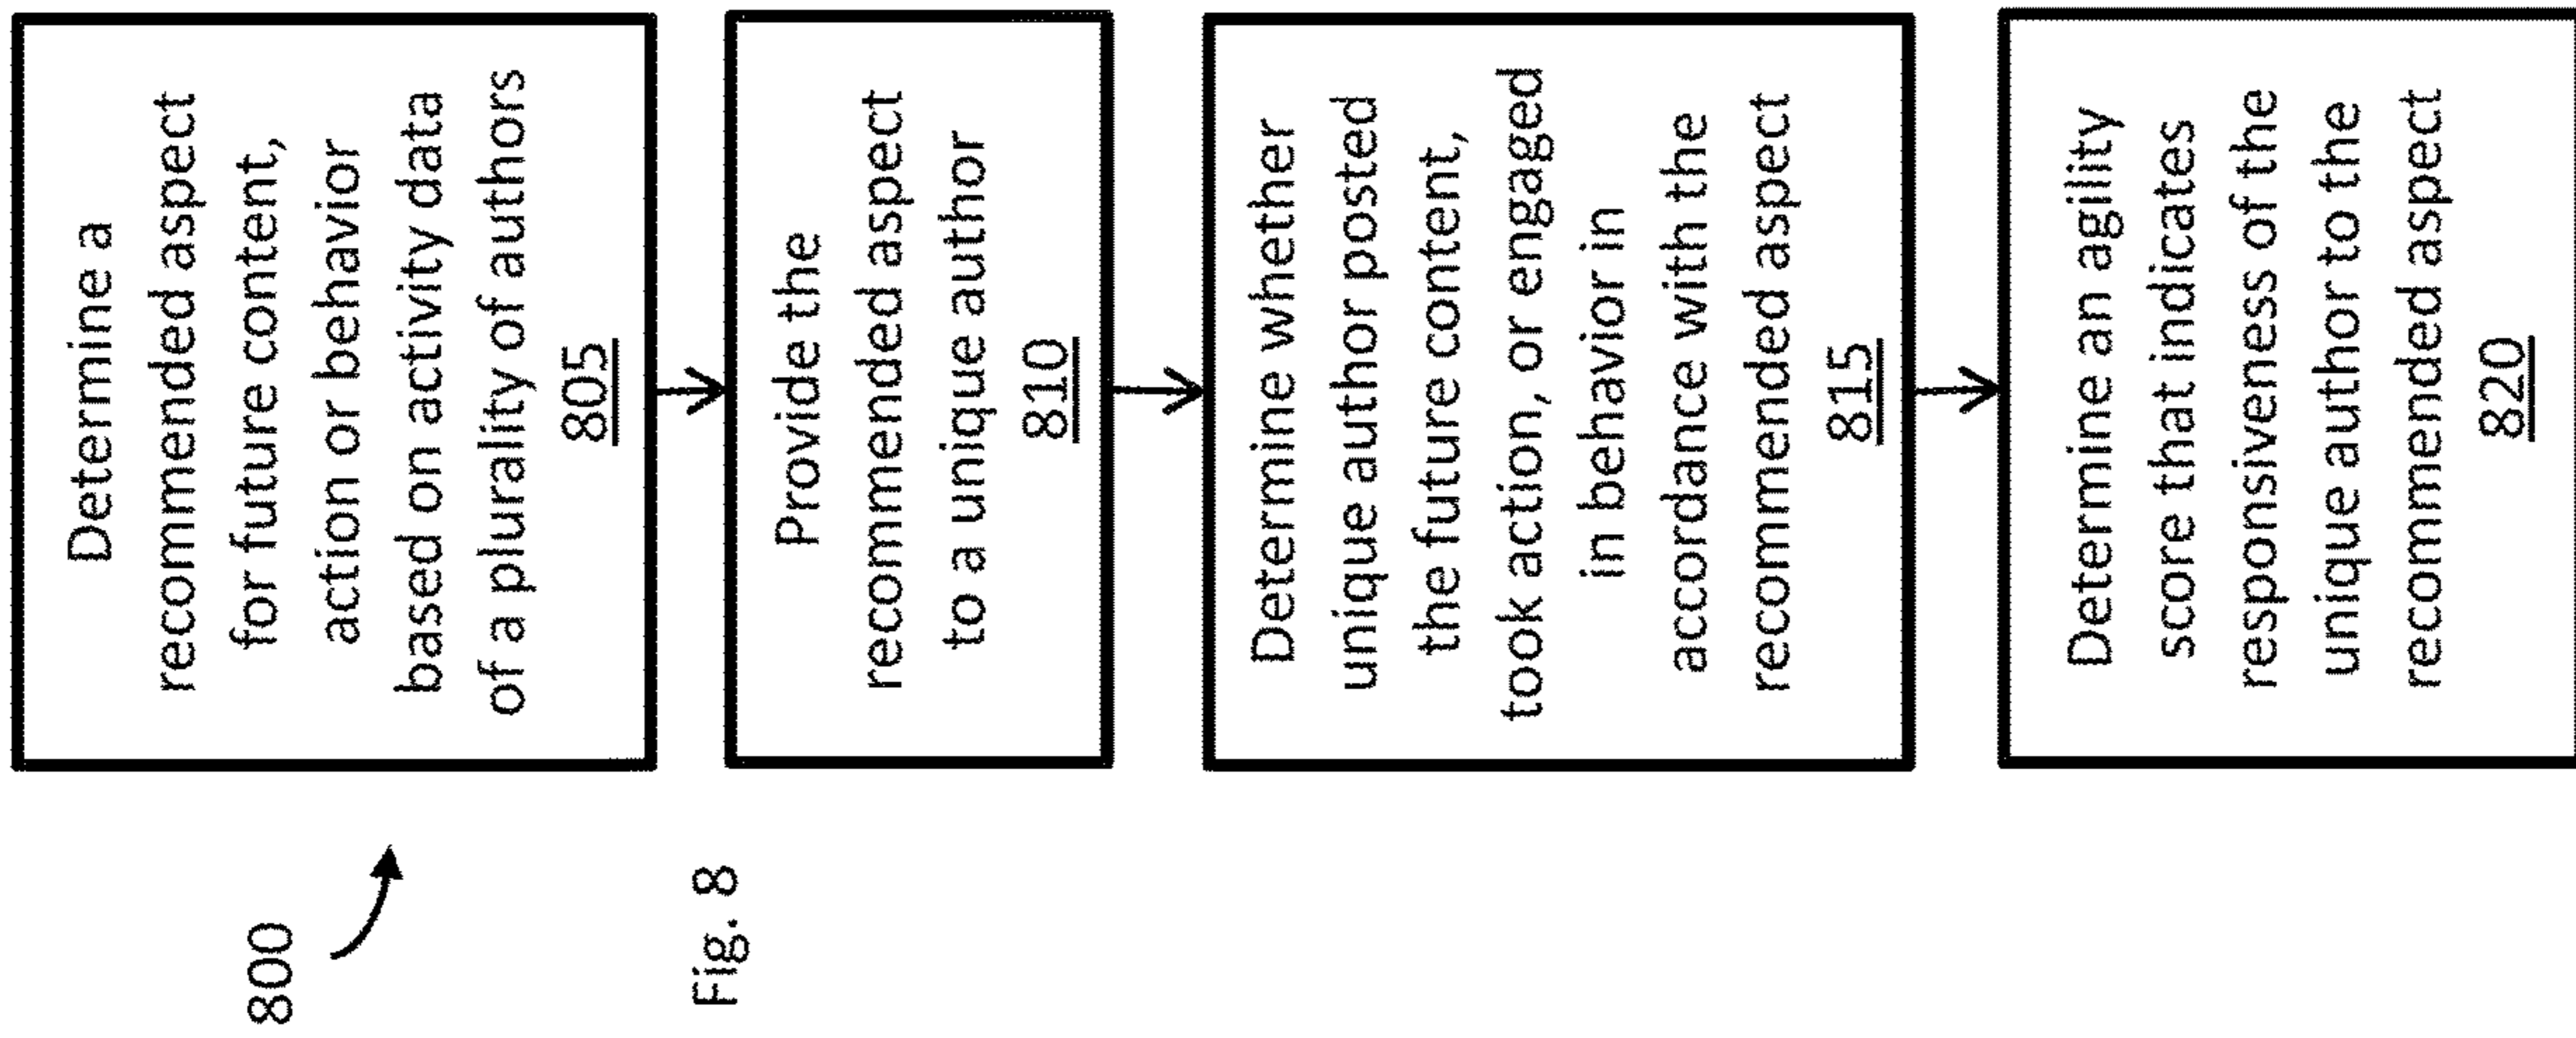 800
Determine a
recommended aspect
for future content,
action or behavior
based on activity data
of a plurality of authors
805
Provide the
recommended aspect
to a unique author
810
Determine whether
unique author posted
the future content,
took action, or engaged
in behavior in
accordance with the
recommended aspect
815
Determine an agility
score that indicates
responsiveness of the
unique author to the
recommended aspect
820
Fig. 8